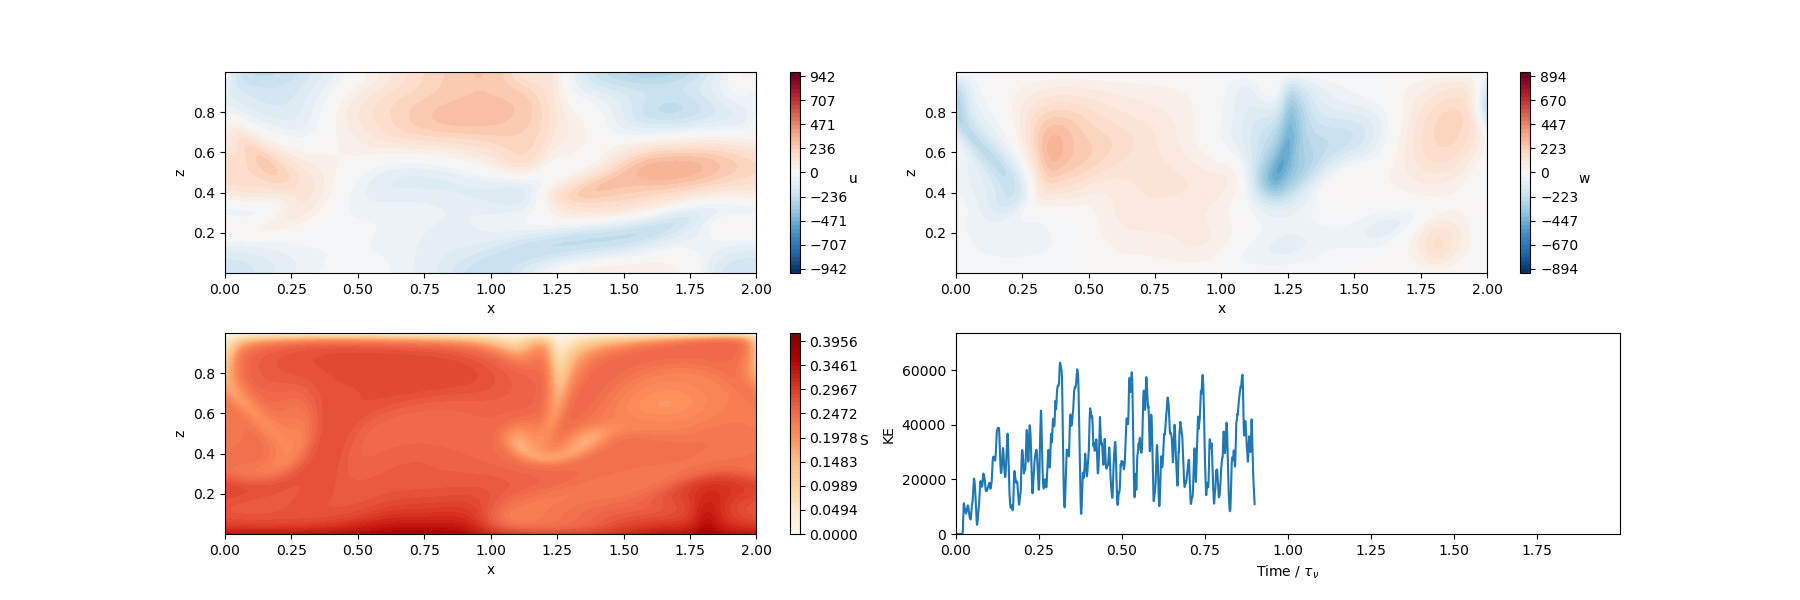 0.8
0.6
0.4
0.2
z
0.00 0.25 0.50 0.75 1.00 1.25 1.50 1.75 2.00
x
942
707
471
236
0
−236
−471
−707
−942
u
0.8
0.6
0.4
0.2
z
0.00 0.25 0.50 0.75 1.00 1.25 1.50 1.75 2.00
x
894
670
447
223
0
−223
−447
−670
−894
w
0.8
0.6
0.4
0.2
z
0.00 0.25 0.50 0.75 1.00 1.25 1.50 1.75 2.00
x
0.3956
0.3461
0.2967
0.2472
0.1978
0.1483
0.0989
0.0494
0.0000
S
60000
40000
20000
0
KE
0.00 0.25 0.50 0.75 1.00 1.25 1.50 1.75
Time / τν